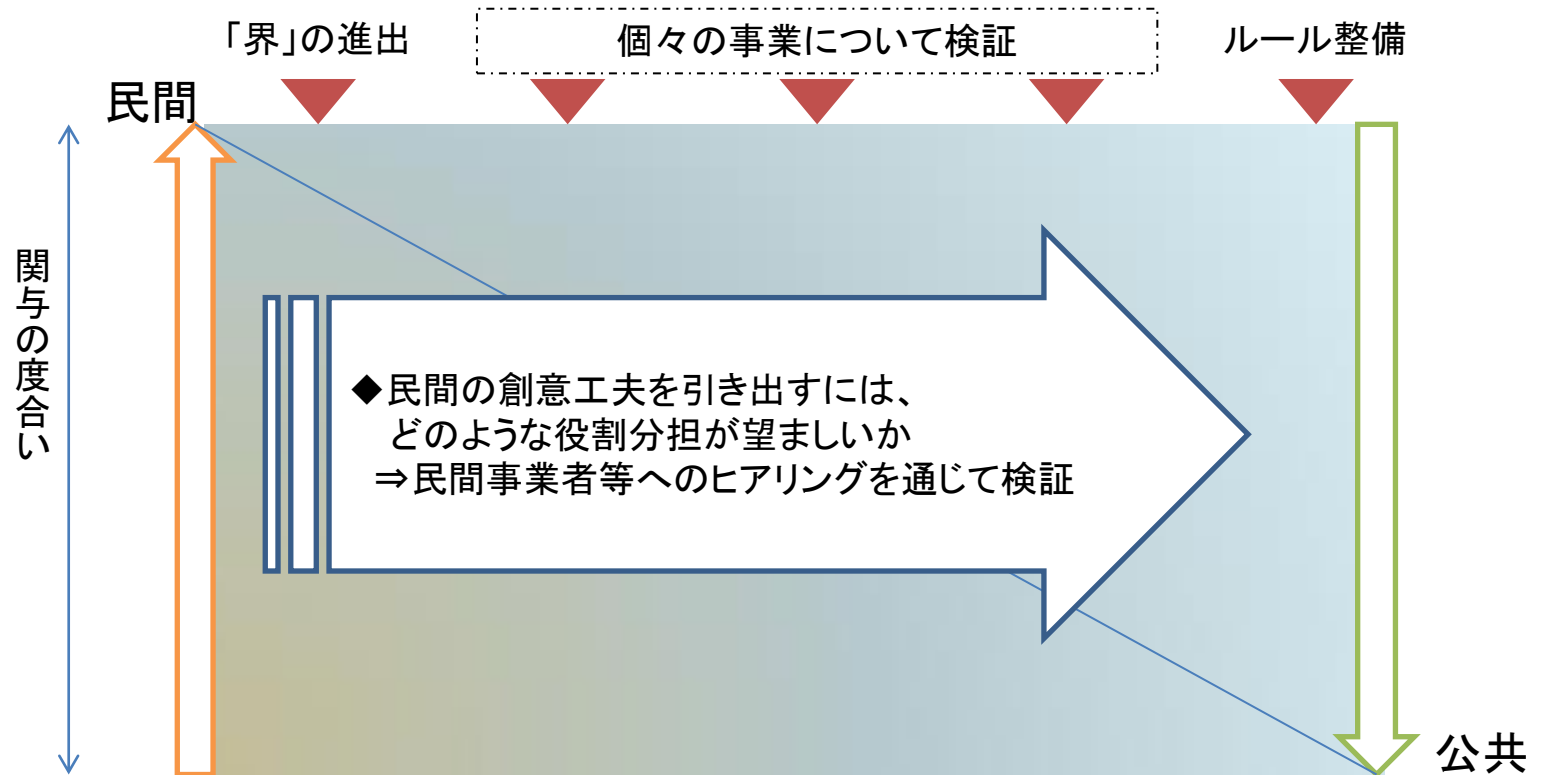 「界」の進出
個々の事業について検証
ルール整備
民間
関与の度合い
◆民間の創意工夫を引き出すには、
どのような役割分担が望ましいか
⇒民間事業者等へのヒアリングを通じて検証
公共